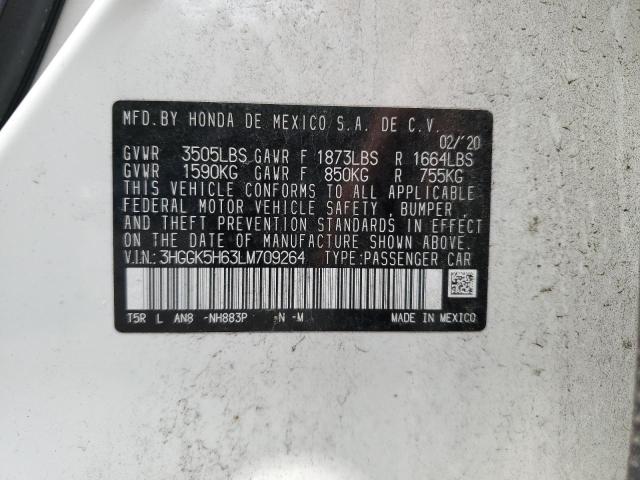 MFD.BY HONDA DE MEXICO S.A. DE C.V.
02/'20
GVWR 3505LBS GAWR F 1873LBS R 1664LBS
GVWR 1590KG GAWR F 850KG R 755KG
THIS VEHICLE CONFORMS TO ALL APPLICABLE
FEDERAL MOTOR VEHICLE SAFETY , BUMPER ,
AND THEFT PREVENTION STANDARDS IN EFFECT
ON THE DATE OF MANUFACTURE SHOWN ABOVE.
V.I.N.: 3HGGK5H63LM709264 TYPE:PASSENGER CAR
T5R L AN8 -NH883P -N -M MADE IN MEXICO